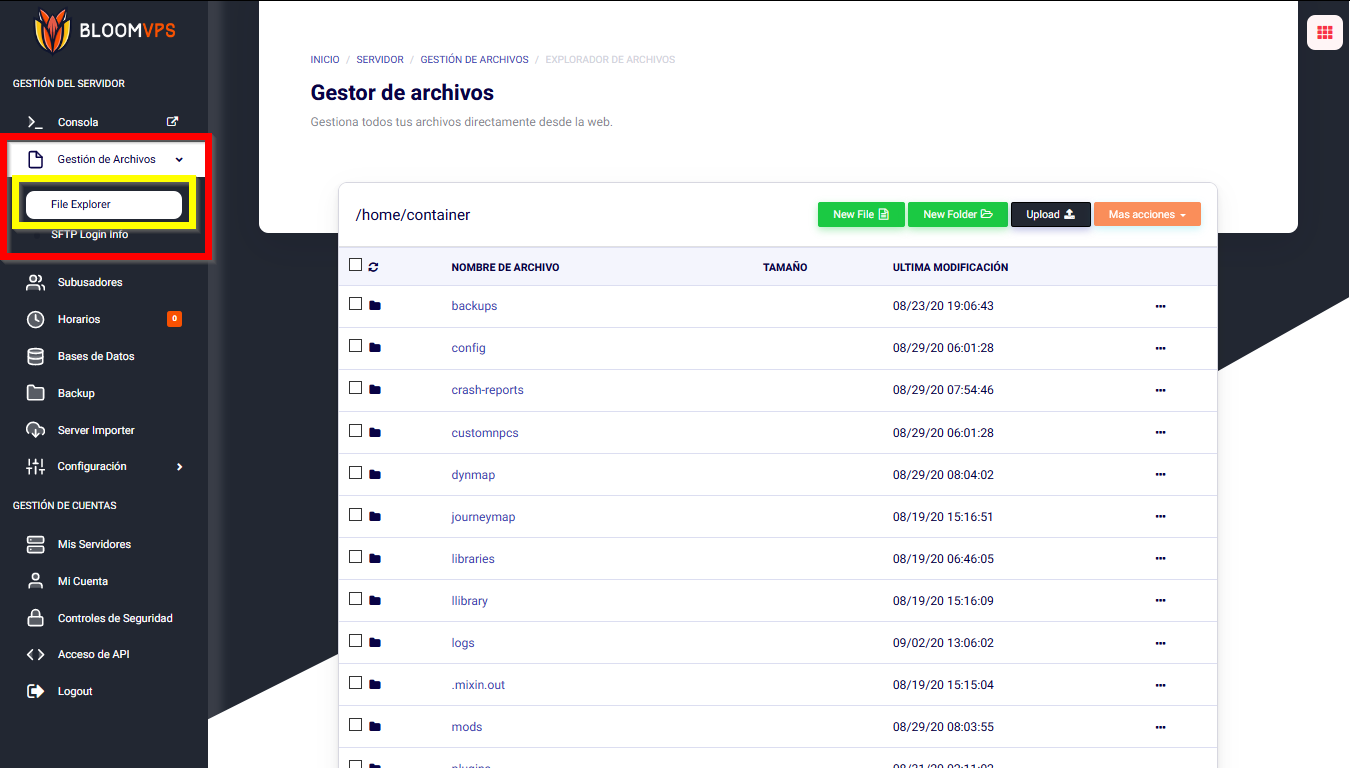 BLOOMVPS
GESTIÓN DEL SERVIDOR
Consola
Gestión de Archivos
File Explorer
SFTP Login Info
Subusadores
Horarios 0
Bases de Datos
Backup
Server Importer
Configuración
GESTIÓN DE CUENTAS
Mis Servidores
Mi Cuenta
Controles de Seguridad
Acceso de API
Logout
INICIO / SERVIDOR / GESTIÓN DE ARCHIVOS / EXPLORADOR DE ARCHIVOS
Gestor de archivos
Gestiona todos tus archivos directamente desde la web.
/home/container New File New Folder Upload Mas acciones
NOMBRE DE ARCHIVO TAMAÑO ULTIMA MODIFICACIÓN
backups 08/23/20 19:06:43
config 08/29/20 06:01:28
crash-reports 08/29/20 07:54:46
customnpcs 08/29/20 06:01:28
dynmap 08/29/20 08:04:02
journeymap 08/19/20 15:16:51
libraries 08/19/20 06:46:05
llibrary 08/19/20 15:16:09
logs 09/02/20 13:06:02
.mixin.out 08/19/20 15:15:04
mods 08/29/20 08:03:55